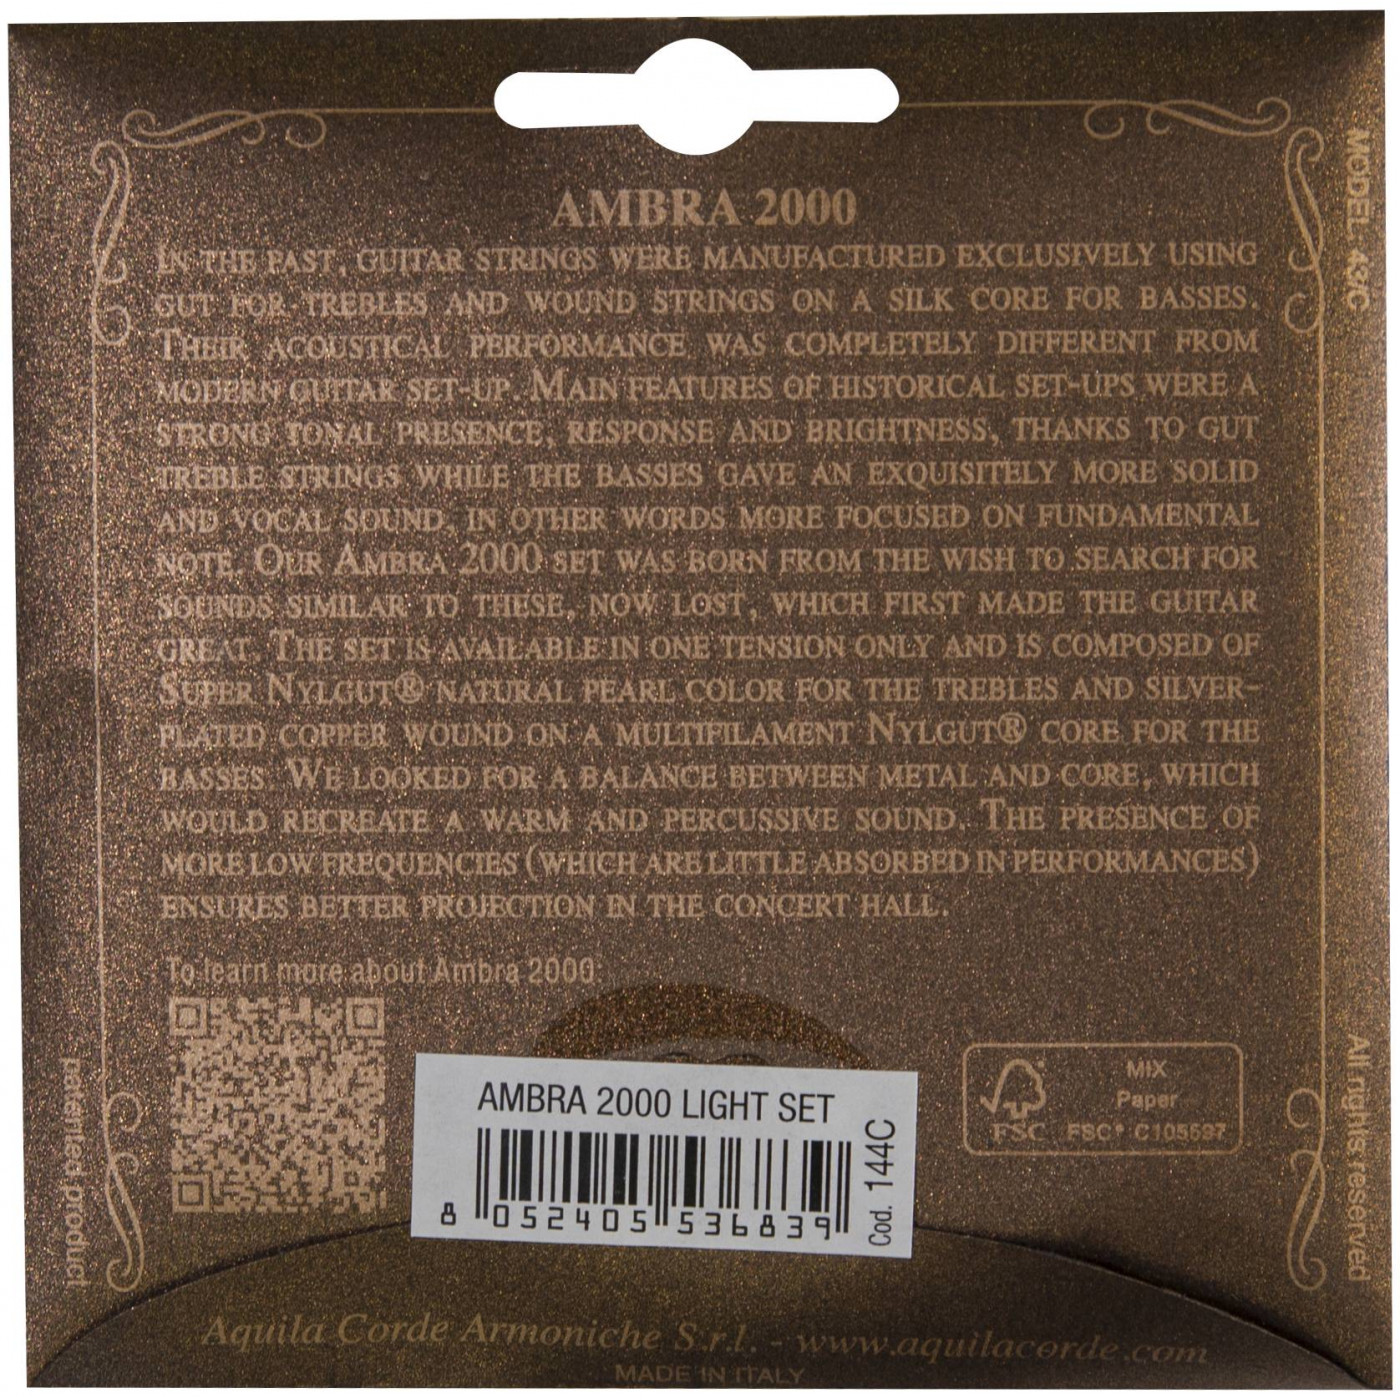 AMBRA 2000
IN THE PAST, GUITAR STRINGS WERE MANUFACTURED EXCLUSIVELY USING
GUT FOR TREBLES AND WOUND STRINGS ON A SILK CORE FOR BASSES.
THEIR ACOUSTICAL PERFORMANCE WAS COMPLETELY DIFFERENT FROM
MODERN GUITAR SET-UP. MAIN FEATURES OF HISTORICAL SET-UPS WERE A
STRONG TONAL PRESENCE, RESPONSE AND BRIGHTNESS, THANKS TO GUT
TREBLE STRINGS WHILE THE BASSES GAVE AN EXQUISITELY MORE SOLID
AND VOCAL SOUND, IN OTHER WORDS MORE FOCUSED ON FUNDAMENTAL
NOTE. OUR AMBRA 2000 SET WAS BORN FROM THE WISH TO SEARCH FOR
SOUNDS SIMILAR TO THESE, NOW LOST, WHICH FIRST MADE THE GUITAR
GREAT. THE SET IS AVAILABLE IN ONE TENSION ONLY AND IS COMPOSED OF
SUPER NYLGUT® NATURAL PEARL COLOR FOR THE TREBLES AND SILVER-
PLATED COPPER WOUND ON A MULTIFILAMENT NYLGUT® CORE FOR THE
BASSES. WE LOOKED FOR A BALANCE BETWEEN METAL AND CORE, WHICH
WOULD RECREATE A WARM AND PERCUSSIVE SOUND. THE PRESENCE OF
MORE LOW FREQUENCIES (WHICH ARE LITTLE ABSORBED IN PERFORMANCES)
ENSURES BETTER PROJECTION IN THE CONCERT HALL.
MODEL 437C
To learn more about Ambra 2000:
patented product
AMBRA 2000 LIGHT SET
8 052405 536839
Cod. 144C
FSC
MIX
Paper
FSC® C105597
All rights reserved
Aquila Corde Armoniche S.r.l. - www.aquilacorde.com
MADE IN ITALY